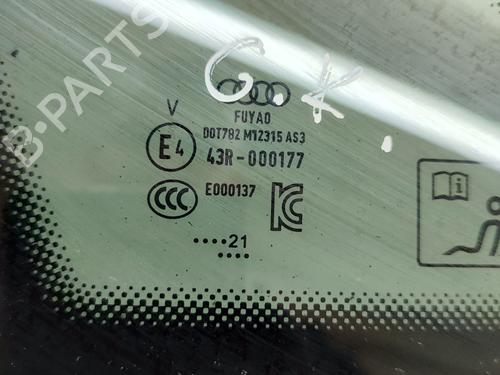 B-PARTS
C.K.
FUYAO
DOT782 M12315 AS3
V
E4
43R-000177
CCC
E000137
KC
....21
....
i